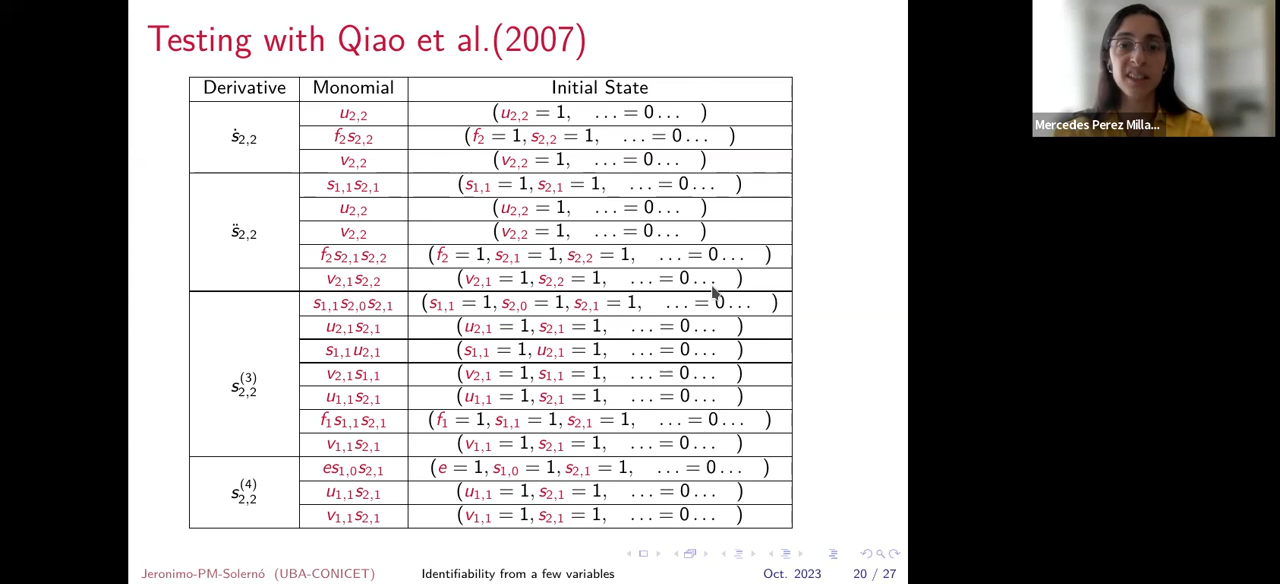 Testing with Qiao et al.(2007)
Mercedes Perez Milla...
Derivative Monomial Initial State
ṡ₂,₂ u₂,₂ (u₂,₂ = 1, ... = 0... )
f₂s₂,₂ (f₂ = 1, s₂,₂ = 1, ... = 0... )
v₂,₂ (v₂,₂ = 1, ... = 0... )
s̈₂,₂ s₁,₁s₂,₁ (s₁,₁ = 1, s₂,₁ = 1, ... = 0... )
u₂,₂ (u₂,₂ = 1, ... = 0... )
v₂,₂ (v₂,₂ = 1, ... = 0... )
f₂s₂,₁s₂,₂ (f₂ = 1, s₂,₁ = 1, s₂,₂ = 1, ... = 0... )
v₂,₁s₂,₂ (v₂,₁ = 1, s₂,₂ = 1, ... = 0... )
s₂,₂⁽³⁾ s₁,₁s₂,₀s₂,₁ (s₁,₁ = 1, s₂,₀ = 1, s₂,₁ = 1, ... = 0... )
u₂,₁s₂,₁ (u₂,₁ = 1, s₂,₁ = 1, ... = 0... )
s₁,₁u₂,₁ (s₁,₁ = 1, u₂,₁ = 1, ... = 0... )
v₂,₁s₁,₁ (v₂,₁ = 1, s₁,₁ = 1, ... = 0... )
u₁,₁s₂,₁ (u₁,₁ = 1, s₂,₁ = 1, ... = 0... )
f₁s₁,₁s₂,₁ (f₁ = 1, s₁,₁ = 1, s₂,₁ = 1, ... = 0... )
v₁,₁s₂,₁ (v₁,₁ = 1, s₂,₁ = 1, ... = 0... )
s₂,₂⁽⁴⁾ es₁,₀s₂,₁ (e = 1, s₁,₀ = 1, s₂,₁ = 1, ... = 0... )
u₁,₁s₂,₁ (u₁,₁ = 1, s₂,₁ = 1, ... = 0... )
v₁,₁s₂,₁ (v₁,₁ = 1, s₂,₁ = 1, ... = 0... )
Jeronimo-PM-Solernó (UBA-CONICET) Identifiability from a few variables Oct. 2023 20 / 27